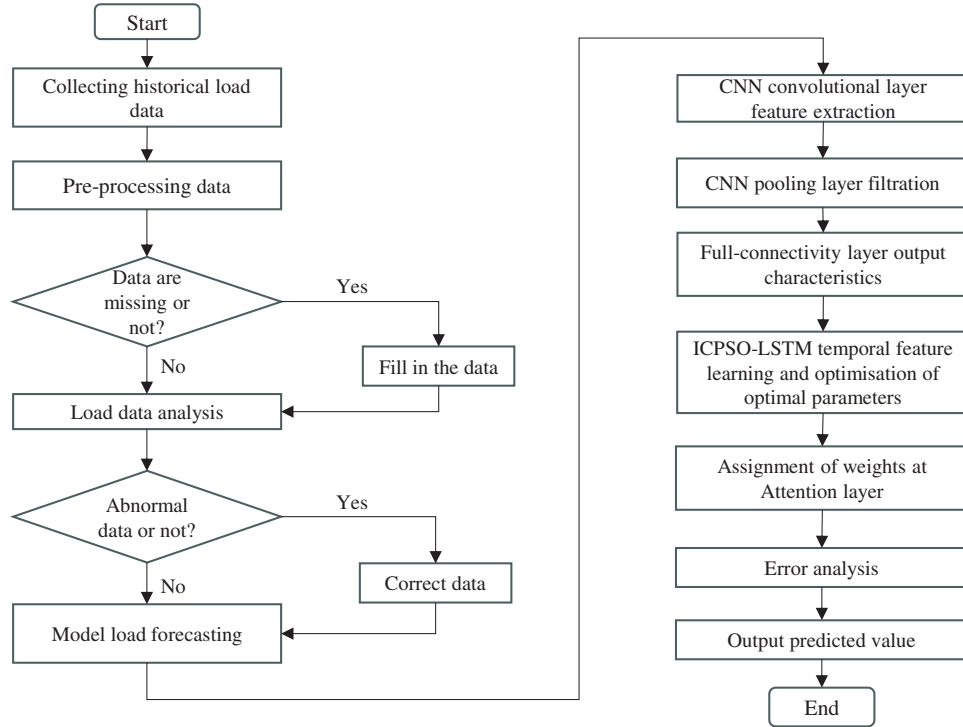 Start
Collecting historical load
data
Pre-processing data
Data are
missing or
not?
Yes
No
Fill in the data
Load data analysis
Abnormal
data or not?
Yes
No
Correct data
Model load forecasting
CNN convolutional layer
feature extraction
CNN pooling layer filtration
Full-connectivity layer output
characteristics
ICPSO-LSTM temporal feature
learning and optimisation of
optimal parameters
Assignment of weights at
Attention layer
Error analysis
Output predicted value
End